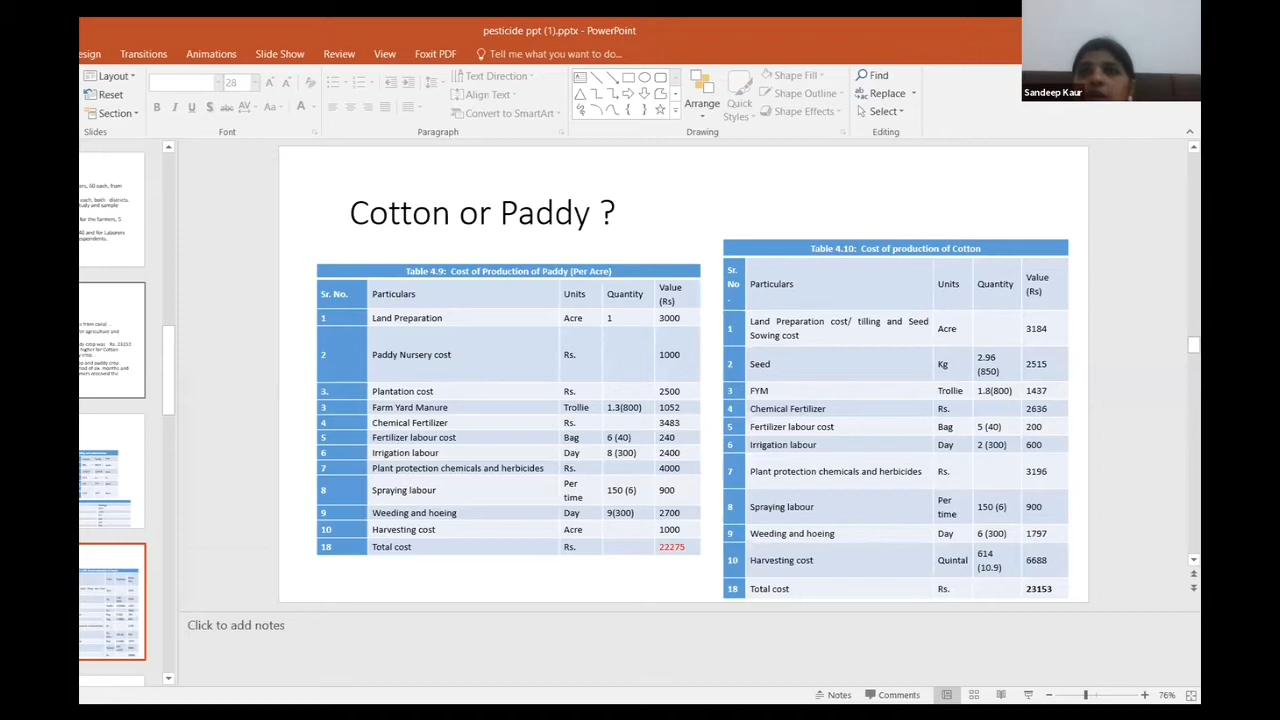 pesticide ppt (1).pptx - PowerPoint
esign Transitions Animations Slide Show Review View Foxit PDF Tell me what you want to do...
Layout
Reset
Section
Slides
28
B I U S abc AV Aa A
Font
Paragraph
Text Direction
Align Text
Convert to SmartArt
Arrange
Quick
Styles
Shape Fill
Shape Outline
Shape Effects
Drawing
Find
Replace
Select
Editing
Sandeep Kaur
Cotton or Paddy ?
Table 4.9: Cost of Production of Paddy (Per Acre)
Sr. No. Particulars Units Quantity Value
(Rs)
1 Land Preparation Acre 1 3000
2 Paddy Nursery cost Rs. 1000
3. Plantation cost Rs. 2500
3 Farm Yard Manure Trollie 1.3(800) 1052
4 Chemical Fertilizer Rs. 3483
5 Fertilizer labour cost Bag 6 (40) 240
6 Irrigation labour Day 8 (300) 2400
7 Plant protection chemicals and herbicides Rs. 4000
8 Spraying labour Per
time 150 (6) 900
9 Weeding and hoeing Day 9(300) 2700
10 Harvesting cost Acre 1000
18 Total cost Rs. 22275
Table 4.10: Cost of production of Cotton
Sr.
No
.
Particulars Units Quantity Value
(Rs)
1 Land Preparation cost/ tilling and Seed
Sowing cost Acre 3184
2 Seed Kg 2.96
(850) 2515
3 FYM Trollie 1.8(800) 1437
4 Chemical Fertilizer Rs. 2636
5 Fertilizer labour cost Bag 5 (40) 200
6 Irrigation labour Day 2 (300) 600
7 Plant protection chemicals and herbicides Rs. 3196
8 Spraying labour Per
time 150 (6) 900
9 Weeding and hoeing Day 6 (300) 1797
10 Harvesting cost Quintal 614
(10.9) 6688
18 Total cost Rs. 23153
Click to add notes
Notes Comments 76%